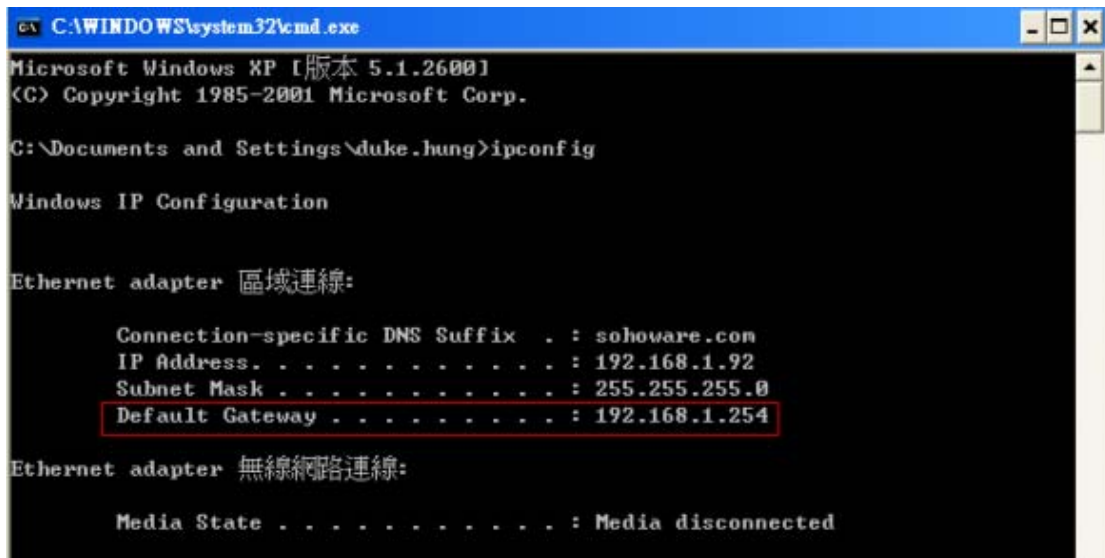 C:\WINDOWS\system32\cmd.exe
Microsoft Windows XP [版本 5.1.2600]
(C) Copyright 1985-2001 Microsoft Corp.
C:\Documents and Settings\duke.hung>ipconfig
Windows IP Configuration
Ethernet adapter 區域連線:
Connection-specific DNS Suffix . : sohoware.com
IP Address. . . . . . . . . . . . : 192.168.1.92
Subnet Mask . . . . . . . . . . . : 255.255.255.0
Default Gateway . . . . . . . . . : 192.168.1.254
Ethernet adapter 無線網路連線:
Media State . . . . . . . . . . . : Media disconnected